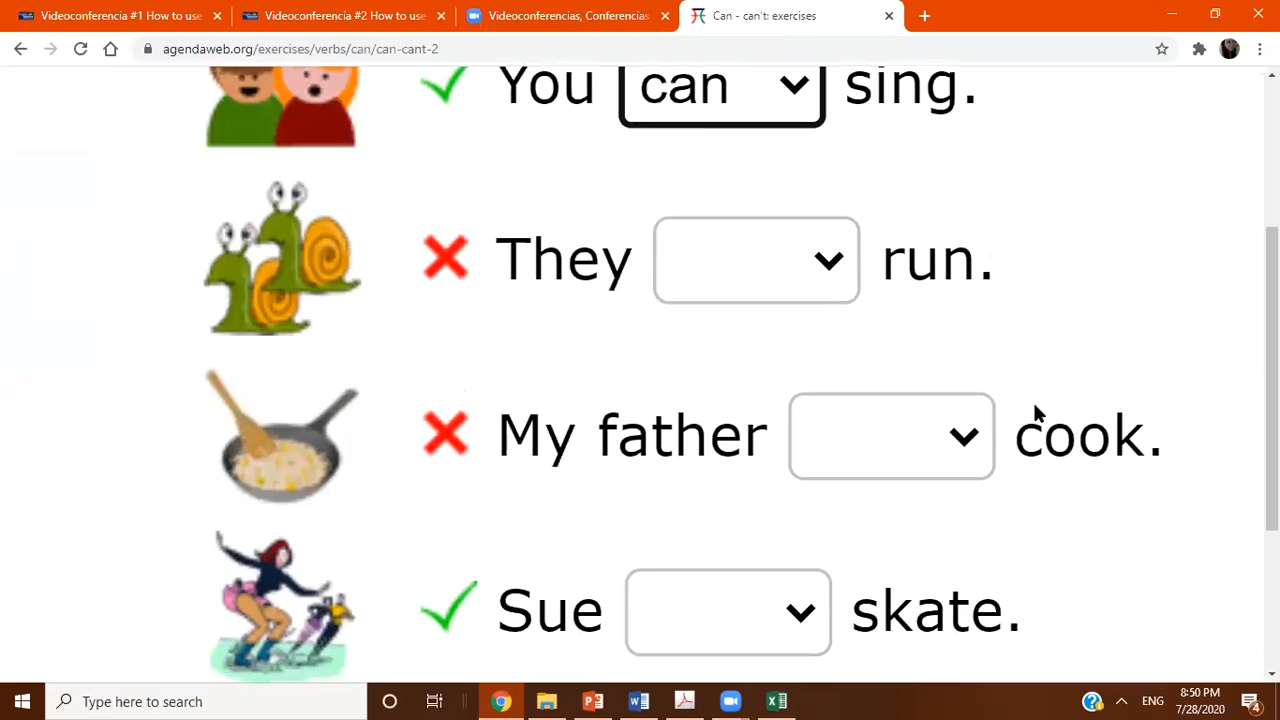 Videoconferencia #1 How to use
Videoconferencia #2 How to use
Videoconferencias, Conferencias
Can - can't: exercises
agendaweb.org/exercises/verbs/can/can-cant-2
You can sing.
They run.
My father cook.
Sue skate.
Type here to search
ENG
8:50 PM
7/28/2020
4